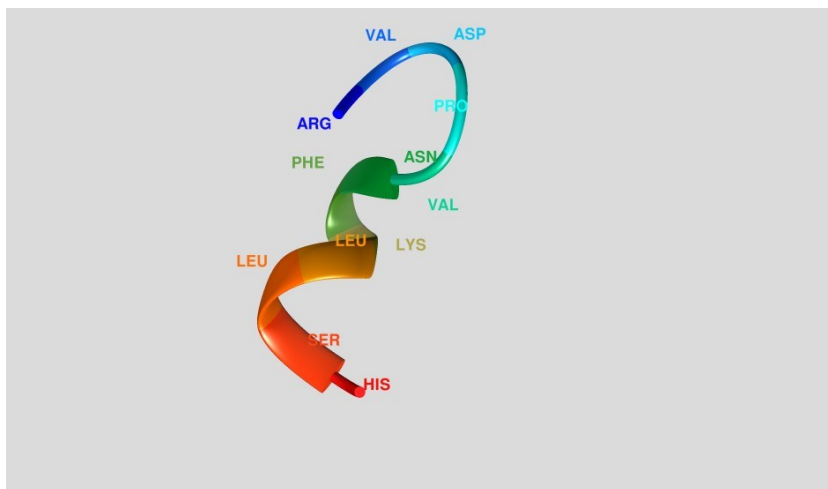 VAL
ASP
PRO
ARG
PHE
ASN
VAL
LEU
LYS
LEU
SER
HIS